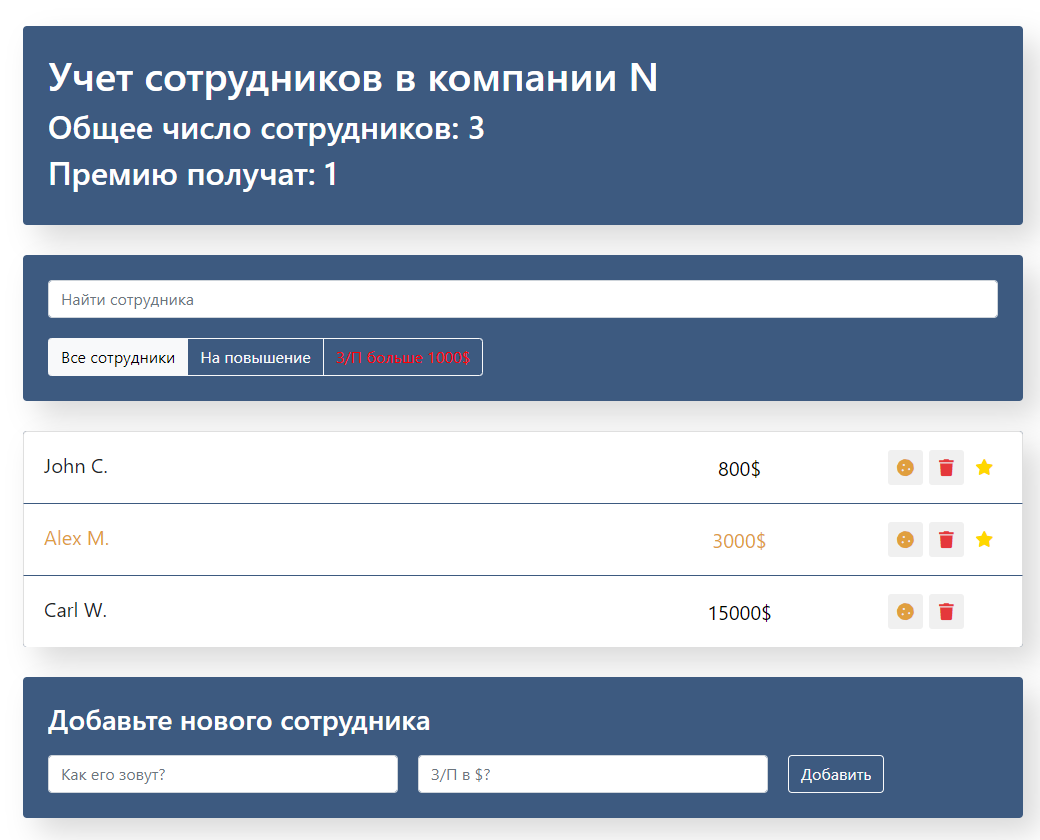 Учет сотрудников в компании N
Общее число сотрудников: 3
Премию получат: 1
Найти сотрудника
Все сотрудники На повышение З/П больше 1000$
John C. 800$
Alex M. 3000$
Carl W. 15000$
Добавьте нового сотрудника
Как его зовут? З/П в $? Добавить